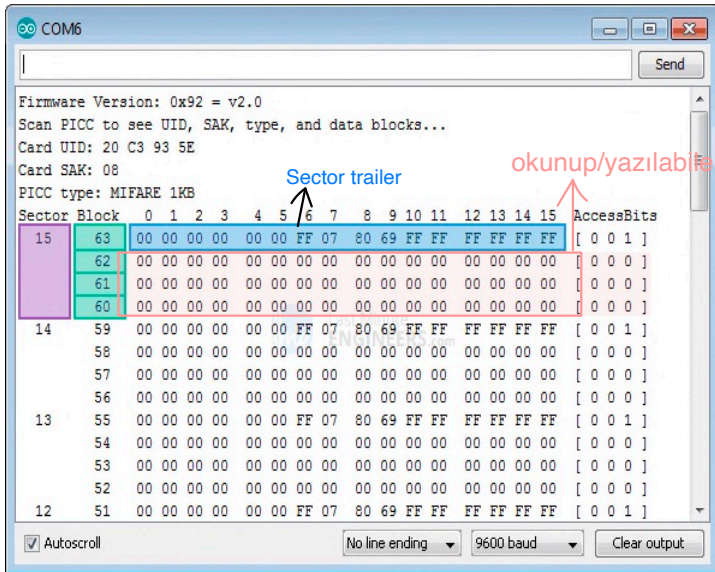 COM6
Send
Firmware Version: 0x92 = v2.0
Scan PICC to see UID, SAK, type, and data blocks...
Card UID: 20 C3 93 5E
Card SAK: 08
okunup/yazılabile
Sector trailer
PICC type: MIFARE 1KB
Sector Block 0 1 2 3 4 5 6 7 8 9 10 11 12 13 14 15 AccessBits
15 63 00 00 00 00 00 00 FF 07 80 69 FF FF FF FF FF FF [ 0 0 1 ]
62 00 00 00 00 00 00 00 00 00 00 00 00 00 00 00 00 [ 0 0 0 ]
61 00 00 00 00 00 00 00 00 00 00 00 00 00 00 00 00 [ 0 0 0 ]
60 00 00 00 00 00 00 00 00 00 00 00 00 00 00 00 00 [ 0 0 0 ]
14 59 00 00 00 00 00 00 FF 07 80 69 FF FF FF FF FF FF [ 0 0 1 ]
Last Minute
ENGINEERS.com
58 00 00 00 00 00 00 00 00 00 00 00 00 00 00 00 00 [ 0 0 0 ]
57 00 00 00 00 00 00 00 00 00 00 00 00 00 00 00 00 [ 0 0 0 ]
56 00 00 00 00 00 00 00 00 00 00 00 00 00 00 00 00 [ 0 0 0 ]
13 55 00 00 00 00 00 00 FF 07 80 69 FF FF FF FF FF FF [ 0 0 1 ]
54 00 00 00 00 00 00 00 00 00 00 00 00 00 00 00 00 [ 0 0 0 ]
53 00 00 00 00 00 00 00 00 00 00 00 00 00 00 00 00 [ 0 0 0 ]
52 00 00 00 00 00 00 00 00 00 00 00 00 00 00 00 00 [ 0 0 0 ]
12 51 00 00 00 00 00 00 FF 07 80 69 FF FF FF FF FF FF [ 0 0 1 ]
Autoscroll
No line ending
9600 baud
Clear output